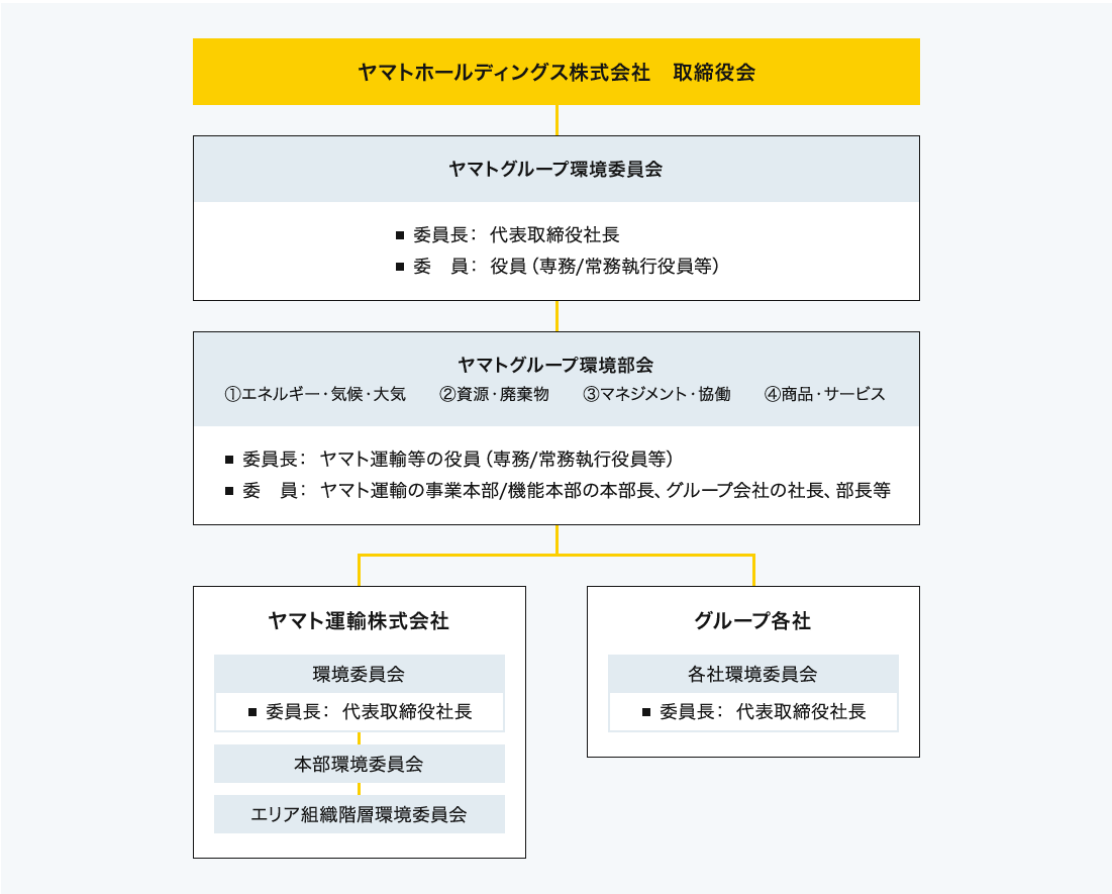 ヤマトホールディングス株式会社　取締役会
ヤマトグループ環境委員会
■ 委員長： 代表取締役社長
■ 委　員： 役員（専務/常務執行役員等）
ヤマトグループ環境部会
①エネルギー・気候・大気　②資源・廃棄物　③マネジメント・協働　④商品・サービス
■ 委員長： ヤマト運輸等の役員（専務/常務執行役員等）
■ 委　員： ヤマト運輸の事業本部/機能本部の本部長、グループ会社の社長、部長等
ヤマト運輸株式会社
環境委員会
■ 委員長： 代表取締役社長
本部環境委員会
エリア組織階層環境委員会
グループ各社
各社環境委員会
■ 委員長： 代表取締役社長